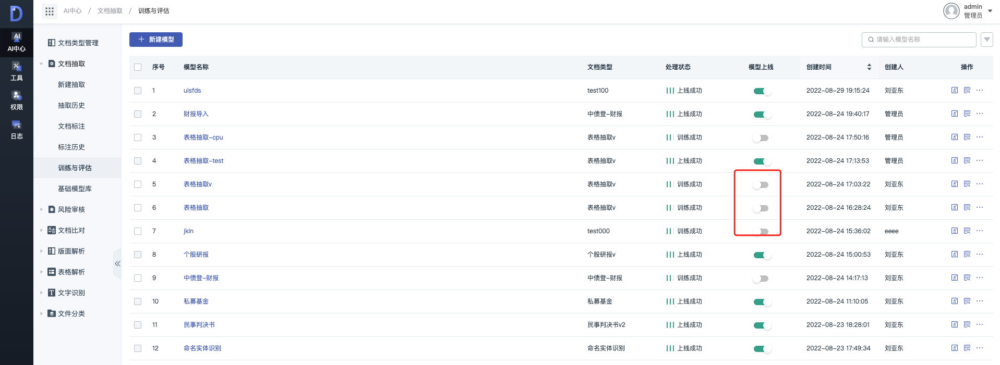 AI中心 / 文档抽取 / 训练与评估
admin
管理员
AI
AI中心
工具
权限
日志
文档类型管理
文档抽取
新建抽取
抽取历史
文档标注
标注历史
训练与评估
基础模型库
风险审核
文档比对
版面解析
表格解析
文字识别
文件分类
新建模型
请输入模型名称
序号 模型名称 文档类型 处理状态 模型上线 创建时间 创建人 操作
1 uisfds test100 上线成功 2022-08-29 19:15:24 刘亚东
2 财报导入 中债登-财报 上线成功 2022-08-24 19:40:17 管理员
3 表格抽取-cpu 表格抽取v 训练成功 2022-08-24 17:50:16 管理员
4 表格抽取-test 表格抽取v 上线成功 2022-08-24 17:13:53 管理员
5 表格抽取v 表格抽取v 训练成功 2022-08-24 17:03:22 刘亚东
6 表格抽取 表格抽取v 训练成功 2022-08-24 16:28:24 刘亚东
7 jkln test000 训练成功 2022-08-24 15:36:02 eeee
8 个股研报 个股研报v 上线成功 2022-08-24 15:00:53 刘亚东
9 中债登-财报 中债登-财报 训练成功 2022-08-24 14:17:13 刘亚东
10 私募基金 私募基金 上线成功 2022-08-24 11:10:05 刘亚东
11 民事判决书 民事判决书v2 上线成功 2022-08-23 18:28:01 刘亚东
12 命名实体识别 命名实体识别 上线成功 2022-08-23 17:49:34 刘亚东